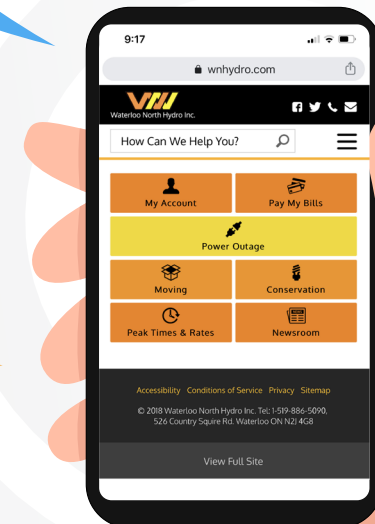 9:17
wnhydro.com
Waterloo North Hydro Inc.
How Can We Help You?
My Account
Pay My Bills
Power Outage
Moving
Conservation
Peak Times & Rates
Newsroom
Accessibility Conditions of Service Privacy Sitemap
© 2018 Waterloo North Hydro Inc. Tel: 1-519-886-5090,
526 Country Squire Rd. Waterloo ON N2J 4G8
View Full Site